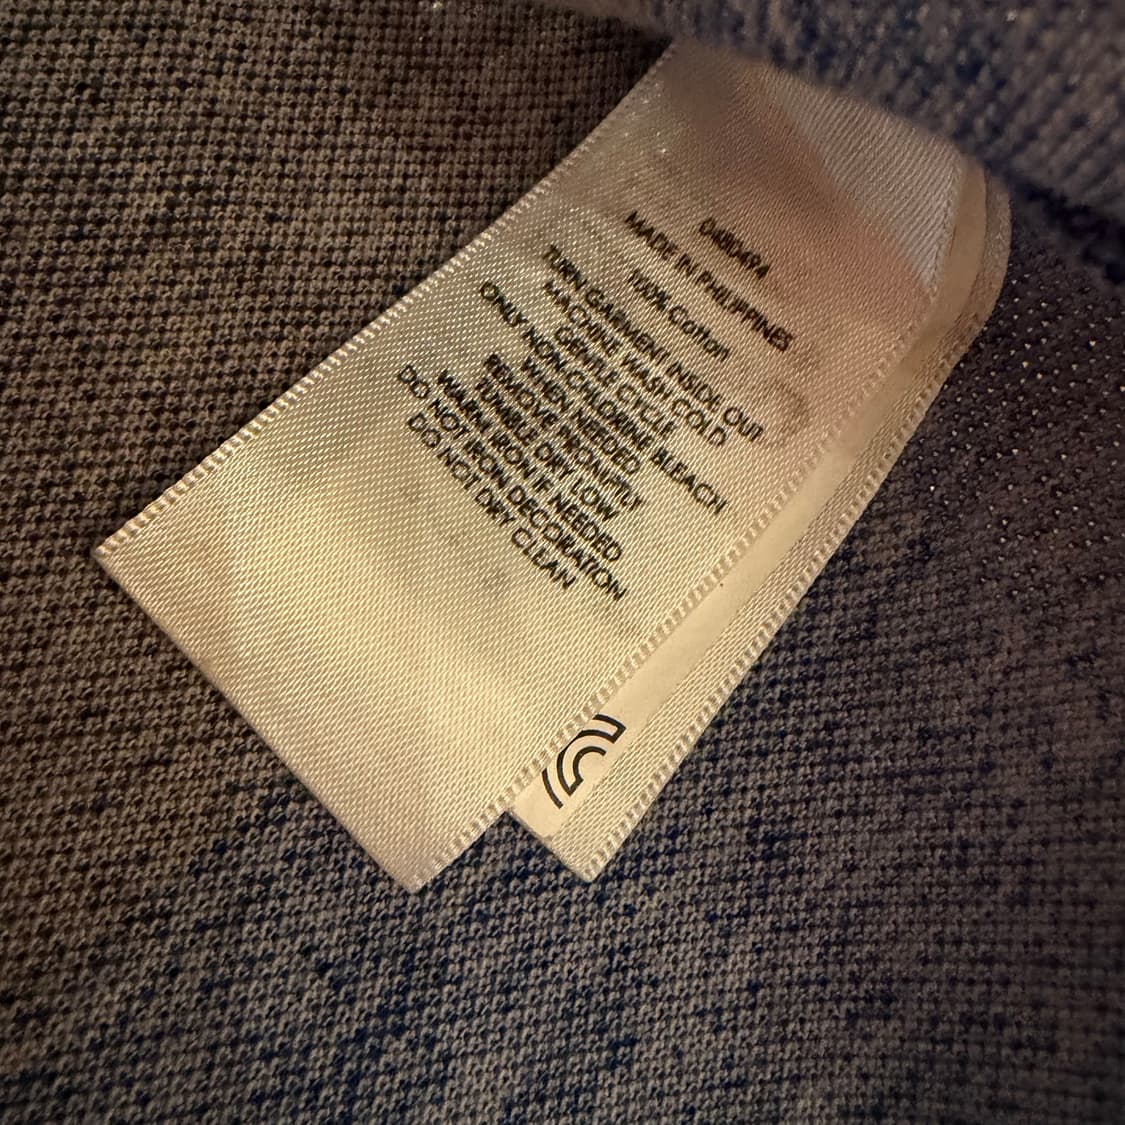 MADE IN PHILIPPINES
100% Cotton
TURN GARMENT INSIDE OUT
MACHINE WASH COLD
GENTLE CYCLE
ONLY NON-CHLORINE BLEACH
WHEN NEEDED
REMOVE PROMPTLY
TUMBLE DRY LOW
WARM IRON IF NEEDED
DO NOT IRON DECORATION
DO NOT DRY CLEAN